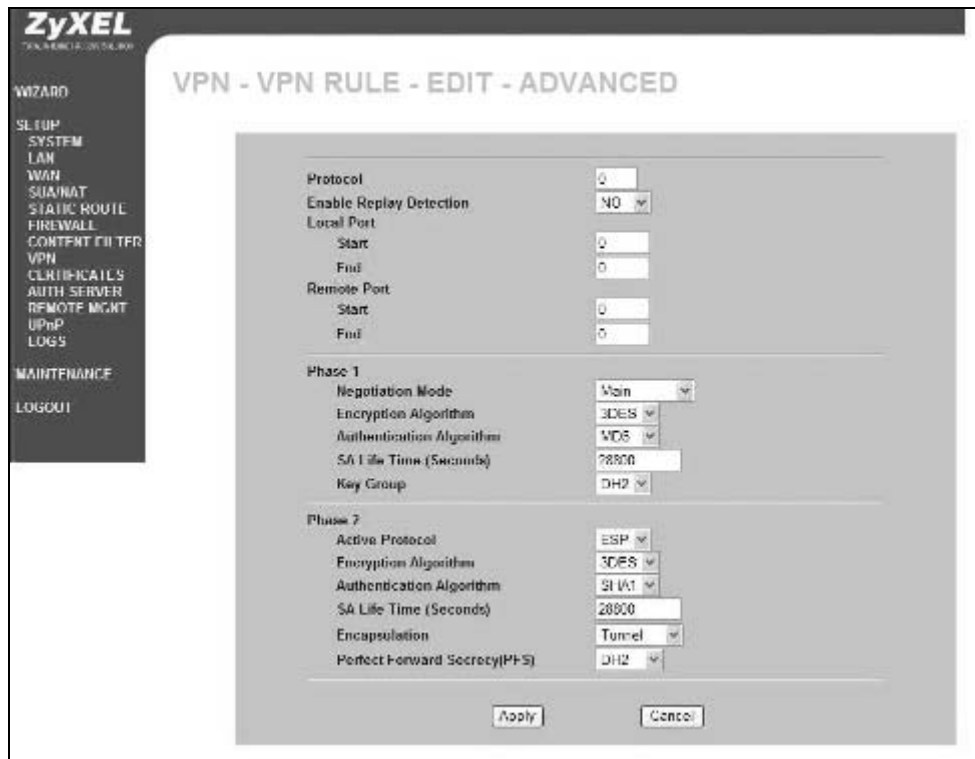 ZyXEL
WIZARD
SETUP
SYSTEM
LAN
WAN
SUA/NAT
STATIC ROUTE
FIREWALL
CONTENT FILTER
VPN
CERTIFICATES
AUTH SERVER
REMOTE MGNT
UPnP
LOGS
MAINTENANCE
LOGOUT
VPN - VPN RULE - EDIT - ADVANCED
Protocol 0
Enable Replay Detection NO
Local Port
Start 0
End 0
Remote Port
Start 0
End 0
Phase 1
Negotiation Mode Main
Encryption Algorithm 3DES
Authentication Algorithm MD5
SA Life Time (Seconds) 28800
Key Group DH2
Phase 2
Active Protocol ESP
Encryption Algorithm 3DES
Authentication Algorithm SHA1
SA Life Time (Seconds) 28800
Encapsulation Tunnel
Perfect Forward Secrecy(PFS) DH2
Apply Cancel